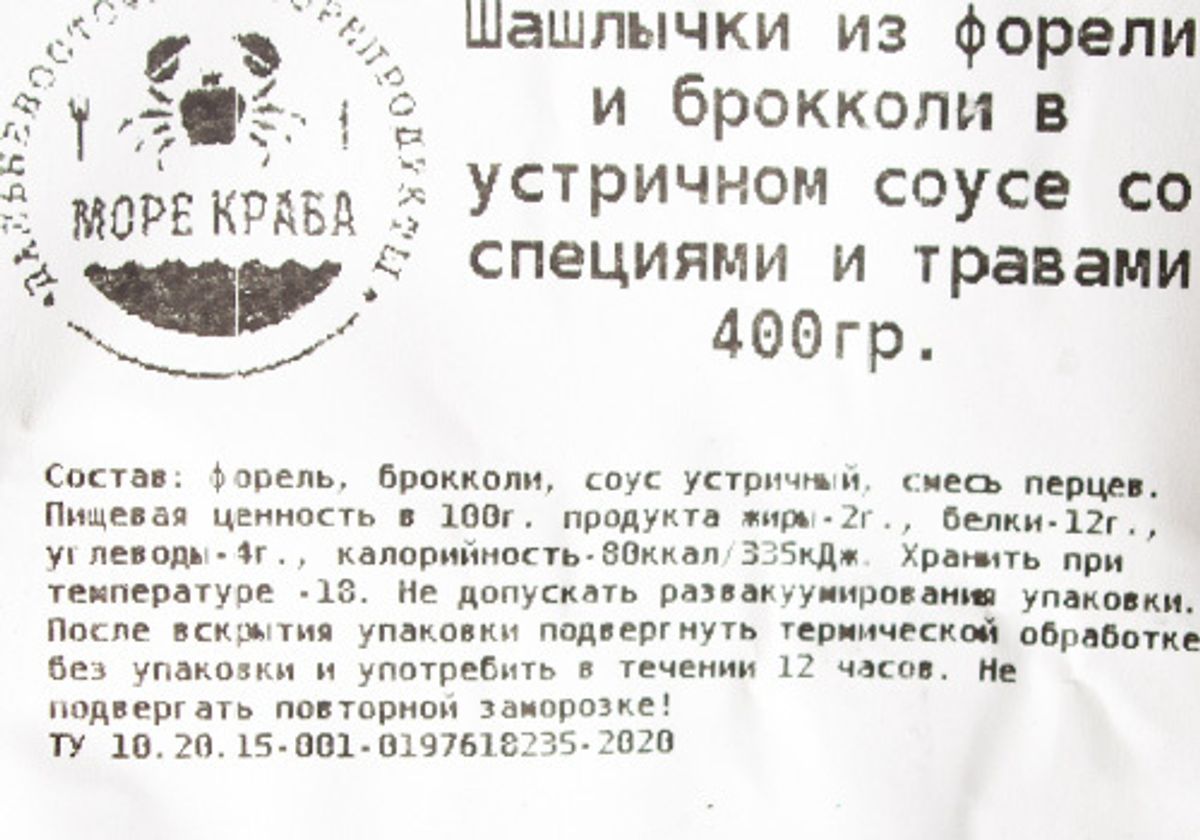 Шашлычки из форели
и брокколи в
устричном соусе со
специями и травами
400гр.
МОРЕ КРАБА
Состав: форель, брокколи, соус устричный, смесь перцев.
Пищевая ценность в 100г. продукта жиры-2г., белки-12г.,
углеводы-4г., калорийность-80ккал/335кДж. Хранить при
температуре -18. Не допускать развакуумирования упаковки.
После вскрытия упаковки подвергнуть термической обработке
без упаковки и употребить в течении 12 часов. Не
подвергать повторной заморозке!
ТУ 10.20.15-001-0197618235-2020